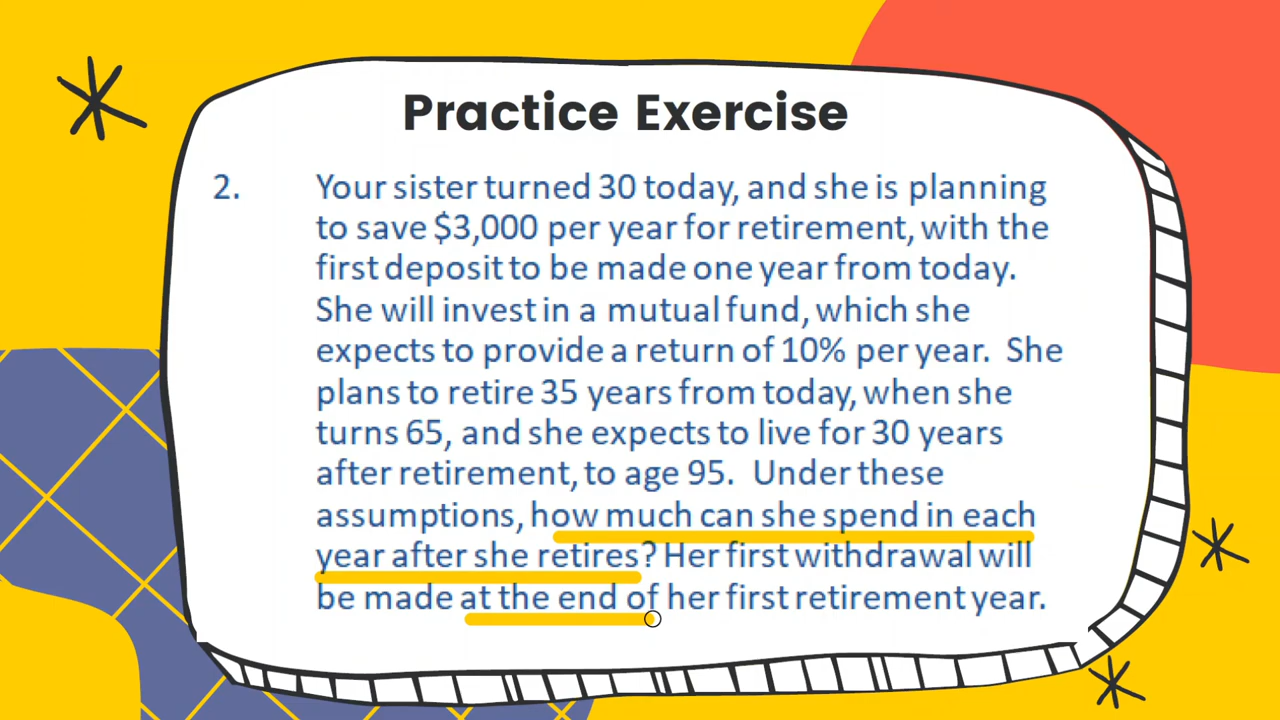 Practice Exercise
2. Your sister turned 30 today, and she is planning
to save $3,000 per year for retirement, with the
first deposit to be made one year from today.
She will invest in a mutual fund, which she
expects to provide a return of 10% per year. She
plans to retire 35 years from today, when she
turns 65, and she expects to live for 30 years
after retirement, to age 95. Under these
assumptions, how much can she spend in each
year after she retires? Her first withdrawal will
be made at the end of her first retirement year.